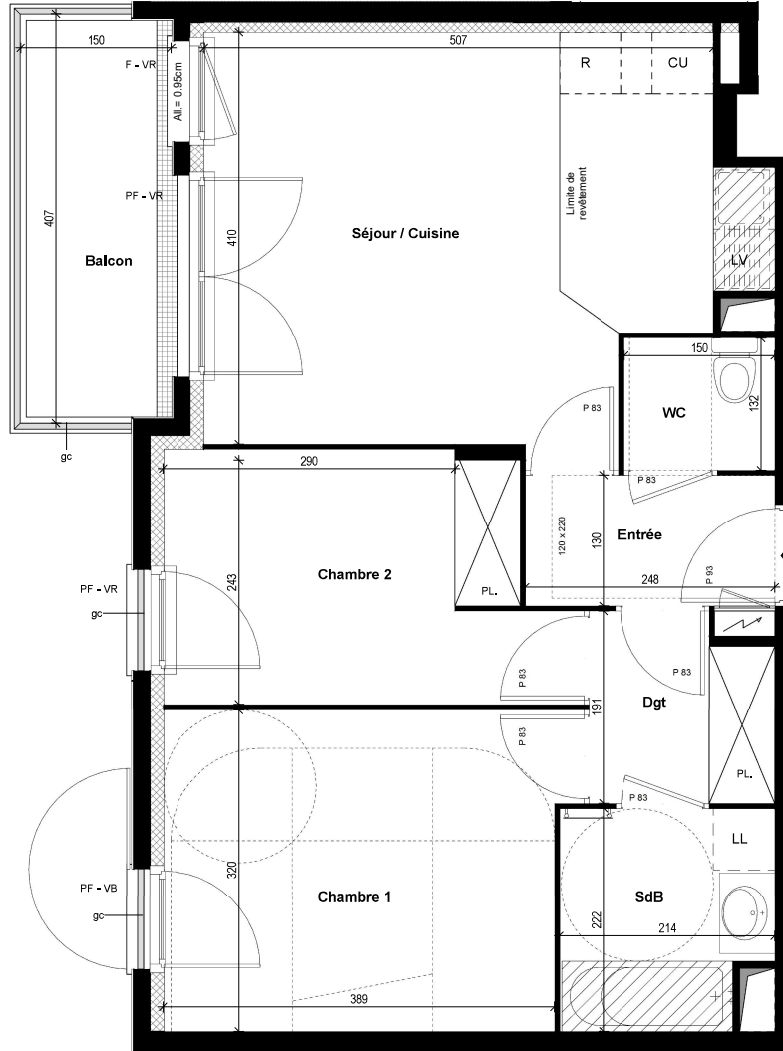 150
F - VR
All.= 0.95cm
507
R
CU
PF - VR
407
Balcon
410
Séjour / Cuisine
Limite de
revêtement
LV
150
WC
132
P 83
P 83
gc
290
Entrée
120 x 220
130
248
P 93
PF - VR
gc
243
Chambre 2
PL.
P 83
P 83
Dgt
191
P 83
PL.
P 83
PF - VB
gc
320
Chambre 1
389
LL
SdB
222
214